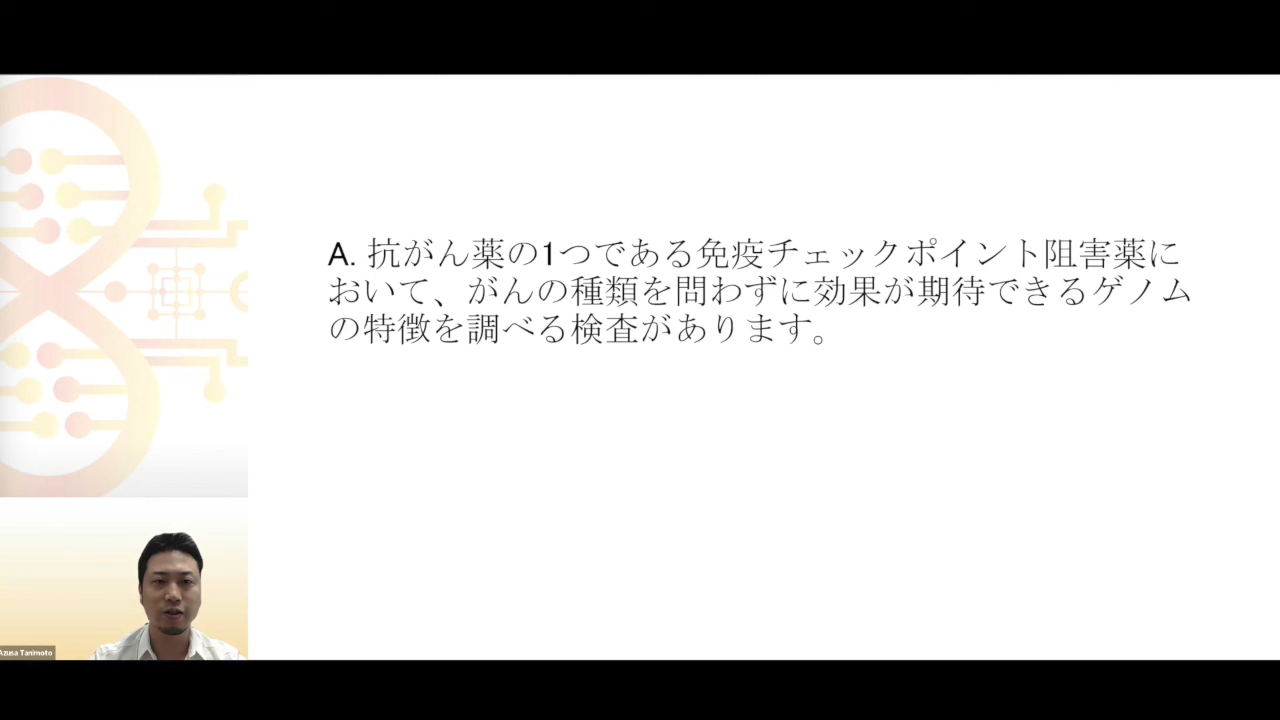 A. 抗がん薬の1つである免疫チェックポイント阻害薬に
おいて、がんの種類を問わずに効果が期待できるゲノム
の特徴を調べる検査があります。
Azusa Tanimoto